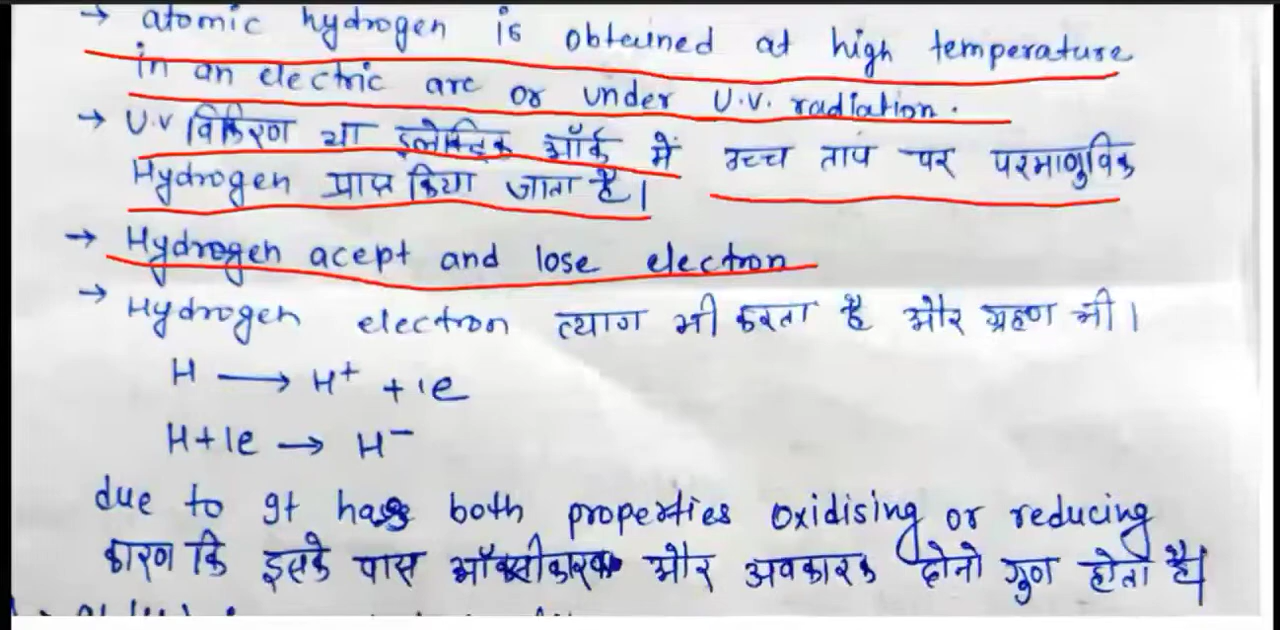 → atomic hydrogen is obtained at high temperature
in an electric arc or under U.V. radiation.
→ U.V विकिरण या इलेक्ट्रिक ऑर्क में उच्च ताप पर परमाणुविक
Hydrogen प्राप्त किया जाता है।
→ Hydrogen acept and lose electron
→ Hydrogen electron त्याग भी करता है और ग्रहण भी।
H ⟶ H⁺ + 1e
H+1e → H⁻
due to It has both properties oxidising or reducing
कारण कि इसके पास ऑक्सीकारक और अवकारक दोनो गुण होता है।